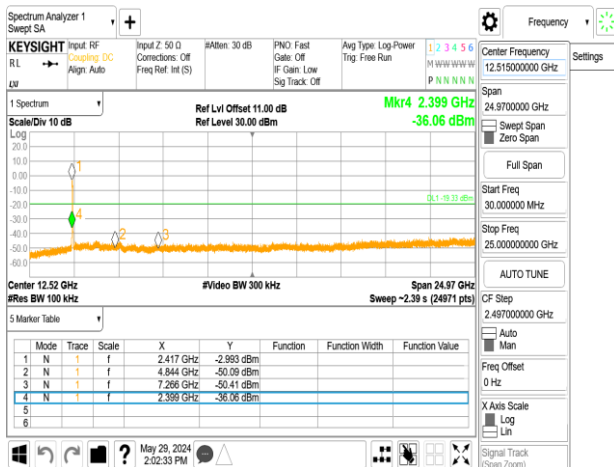 Spectrum Analyzer 1
Swept SA
+
Frequency
KEYSIGHT
RL
LXI
Input: RF
Coupling: DC
Align: Auto
Input Z: 50 Ω
Corrections: Off
Freq Ref: Int (S)
#Atten: 30 dB
PNO: Fast
Gate: Off
IF Gain: Low
Sig Track: Off
Avg Type: Log-Power
Trig: Free Run
1 2 3 4 5 6
M W W W W W
P N N N N N
Center Frequency
12.515000000 GHz
Settings
Span
24.9700000 GHz
Swept Span
Zero Span
Full Span
Start Freq
30.000000 MHz
Stop Freq
25.000000000 GHz
AUTO TUNE
CF Step
2.497000000 GHz
Auto
Man
Freq Offset
0 Hz
X Axis Scale
Log
Lin
Signal Track
(Span Zoom)
1 Spectrum
Scale/Div 10 dB
Ref Lvl Offset 11.00 dB
Ref Level 30.00 dBm
Mkr4 2.399 GHz
-36.06 dBm
Log
20.0
10.0
0.00
-10.0
-20.0
-30.0
-40.0
-50.0
-60.0
1
4
2
3
DL1 -18.33 dBm
Center 12.52 GHz
#Res BW 100 kHz
#Video BW 300 kHz
Span 24.97 GHz
Sweep ~2.39 s (24971 pts)
5 Marker Table
Mode Trace Scale X Y Function Function Width Function Value
1 N 1 f 2.417 GHz -2.993 dBm
2 N 1 f 4.844 GHz -50.09 dBm
3 N 1 f 7.266 GHz -50.41 dBm
4 N 1 f 2.399 GHz -36.06 dBm
5
6
?
May 29, 2024
2:02:33 PM